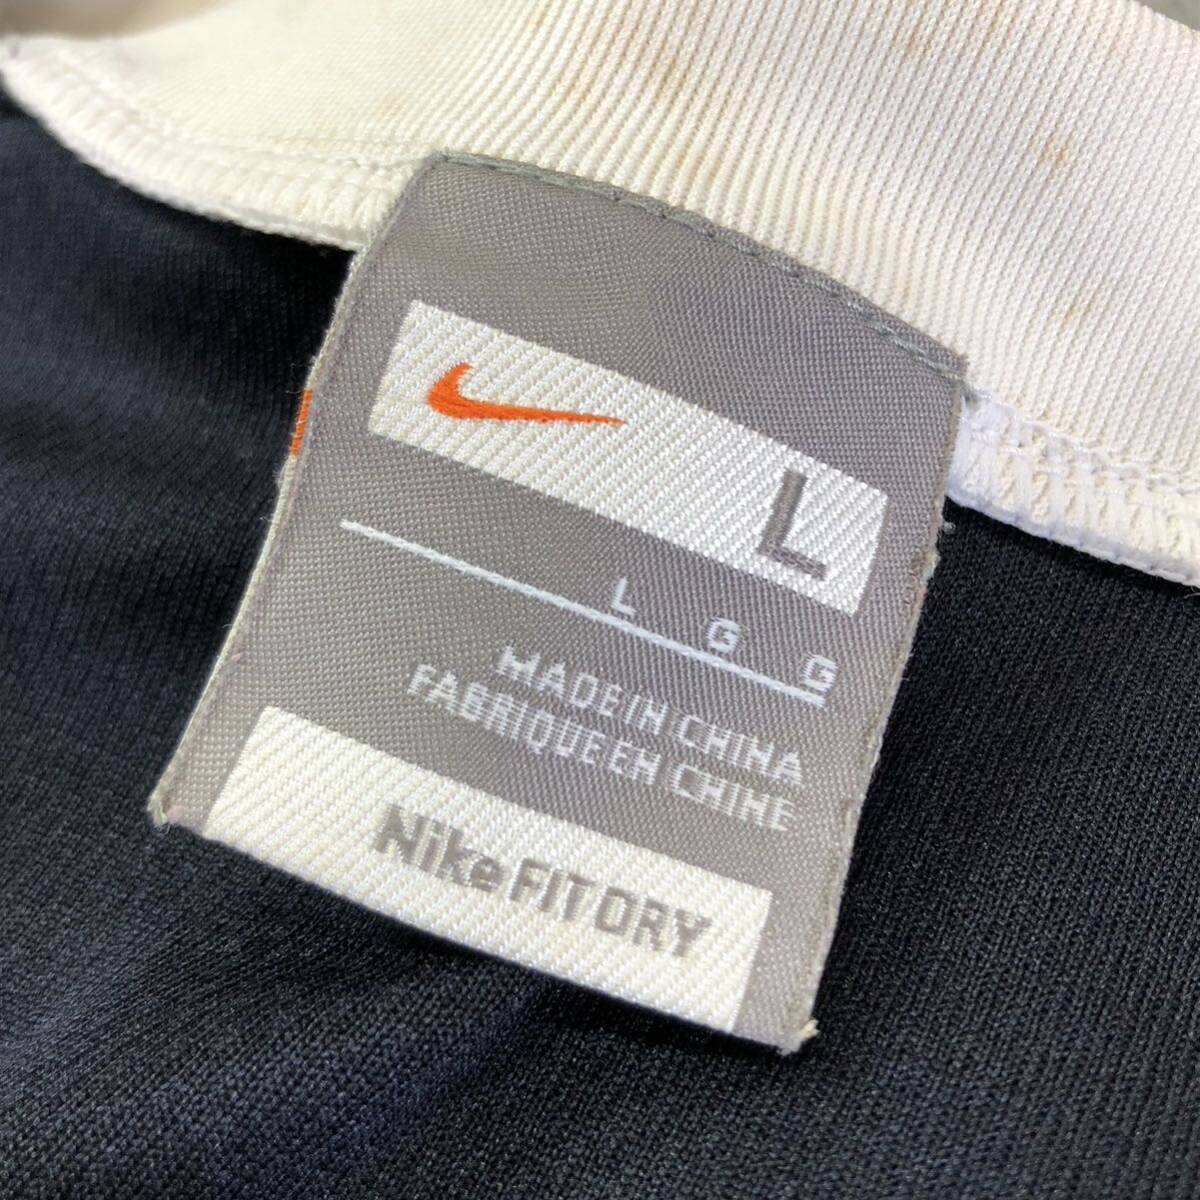 L
L G G
MADE IN CHINA
FABRIQUE EN CHINE
Nike FIT DRY